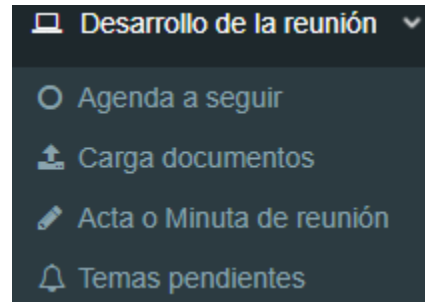 Desarrollo de la reunión
Agenda a seguir
Carga documentos
Acta o Minuta de reunión
Temas pendientes